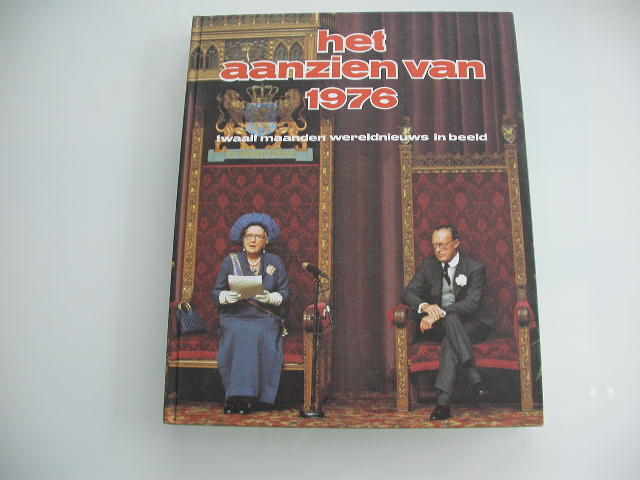 het
aanzien van
1976
twaalf maanden wereldnieuws in beeld